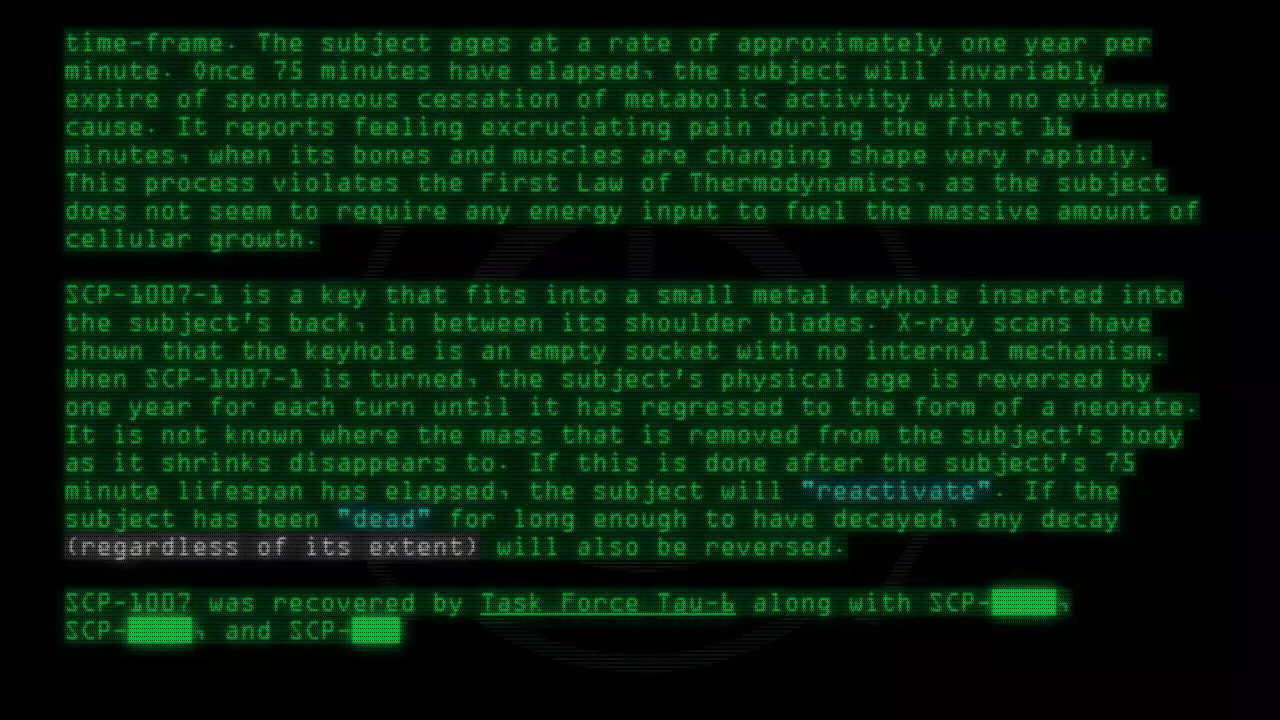 time-frame. The subject ages at a rate of approximately one year per
minute. Once 75 minutes have elapsed, the subject will invariably
expire of spontaneous cessation of metabolic activity with no evident
cause. It reports feeling excruciating pain during the first 16
minutes, when its bones and muscles are changing shape very rapidly.
This process violates the First Law of Thermodynamics, as the subject
does not seem to require any energy input to fuel the massive amount of
cellular growth.
SCP-1007-1 is a key that fits into a small metal keyhole inserted into
the subject's back, in between its shoulder blades. X-ray scans have
shown that the keyhole is an empty socket with no internal mechanism.
When SCP-1007-1 is turned, the subject's physical age is reversed by
one year for each turn until it has regressed to the form of a neonate.
It is not known where the mass that is removed from the subject's body
as it shrinks disappears to. If this is done after the subject's 75
minute lifespan has elapsed, the subject will "reactivate". If the
subject has been "dead" for long enough to have decayed, any decay
(regardless of its extent) will also be reversed.
SCP-1007 was recovered by Task Force Tau-6 along with SCP-████,
SCP-████, and SCP-███